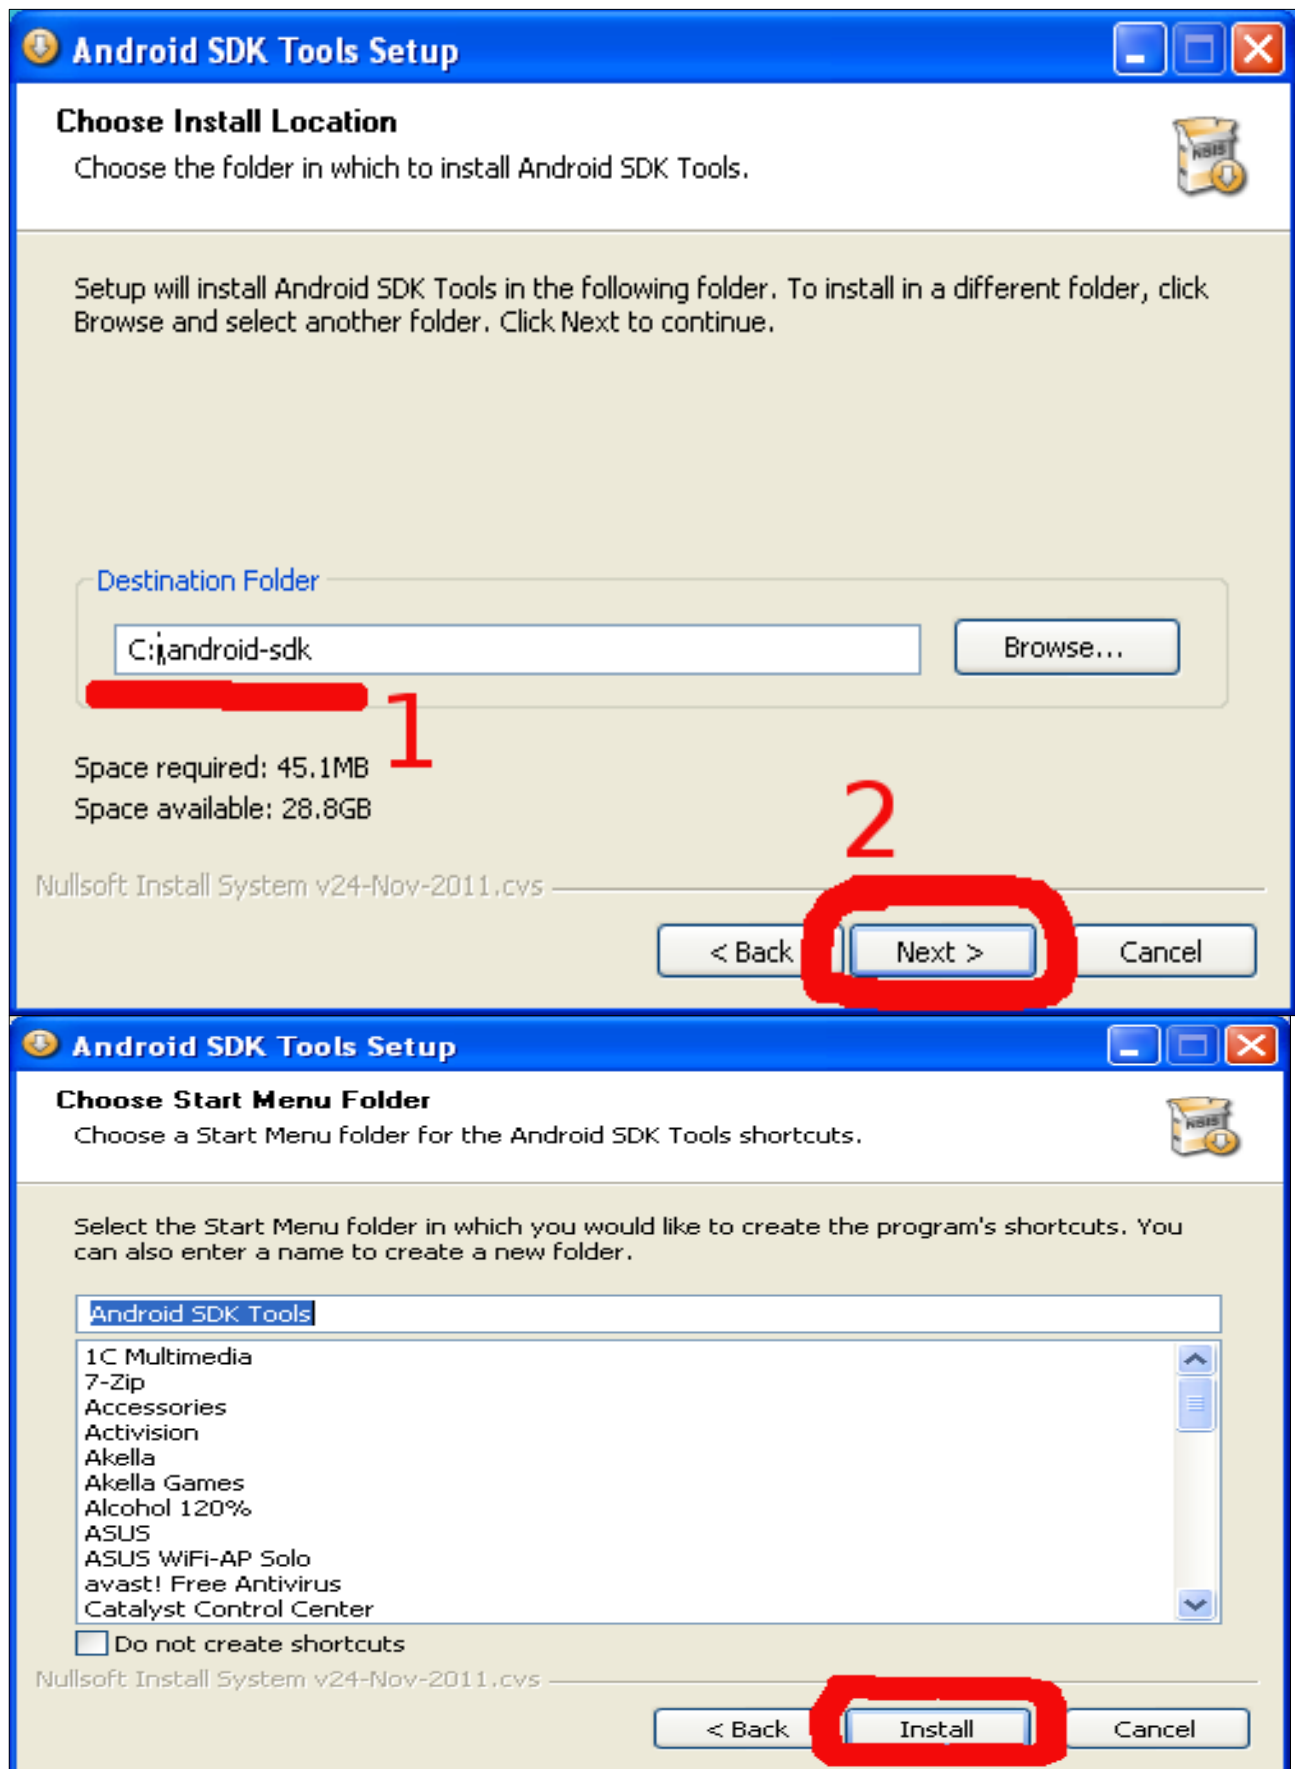 Android SDK Tools Setup
Choose Install Location
Choose the folder in which to install Android SDK Tools.
NSIS
Setup will install Android SDK Tools in the following folder. To install in a different folder, click
Browse and select another folder. Click Next to continue.
Destination Folder
C:\android-sdk
Browse...
1
Space required: 45.1MB
Space available: 28.8GB
2
Nullsoft Install System v24-Nov-2011.cvs
< Back
Next >
Cancel
Android SDK Tools Setup
Choose Start Menu Folder
Choose a Start Menu folder for the Android SDK Tools shortcuts.
NSIS
Select the Start Menu folder in which you would like to create the program's shortcuts. You
can also enter a name to create a new folder.
Android SDK Tools
1C Multimedia
7-Zip
Accessories
Activision
Akella
Akella Games
Alcohol 120%
ASUS
ASUS WiFi-AP Solo
avast! Free Antivirus
Catalyst Control Center
Do not create shortcuts
Nullsoft Install System v24-Nov-2011.cvs
< Back
Install
Cancel